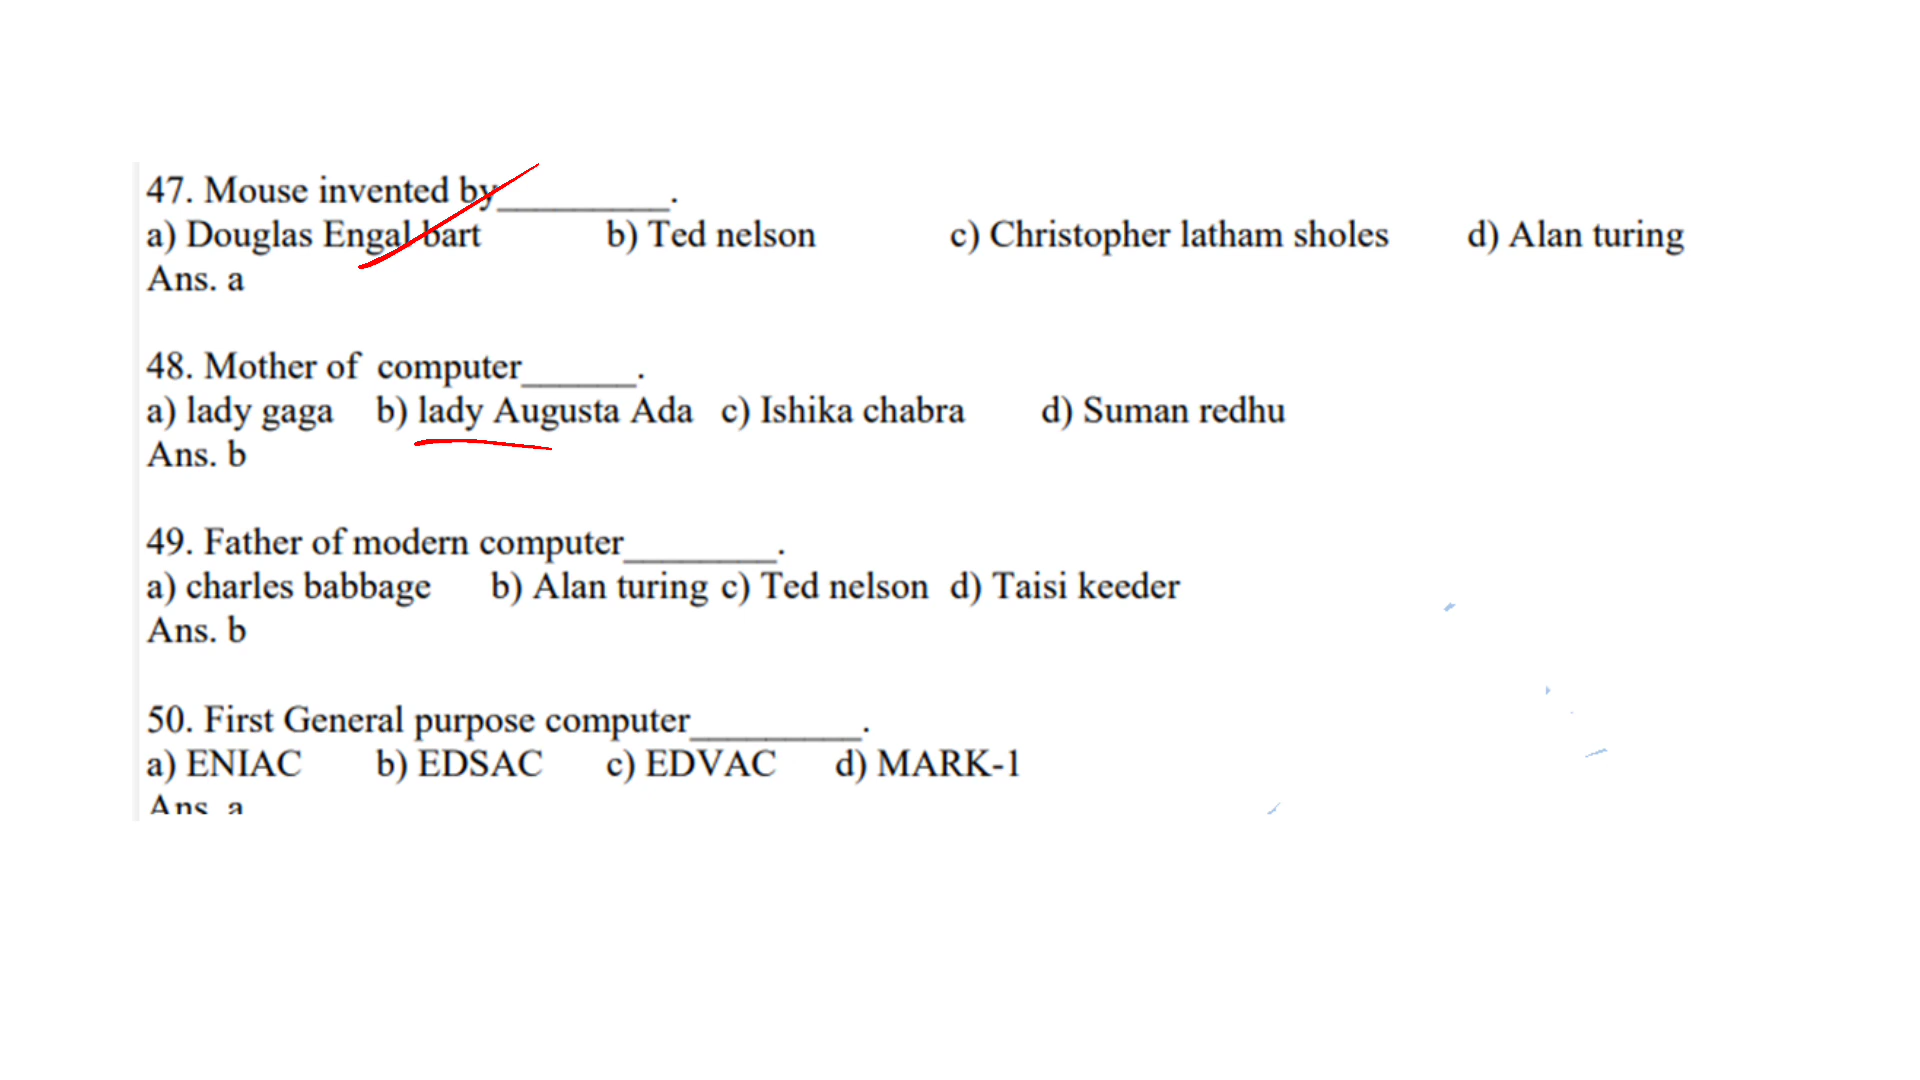 47. Mouse invented by_________.
a) Douglas Engal bart b) Ted nelson c) Christopher latham sholes d) Alan turing
Ans. a
48. Mother of computer______.
a) lady gaga b) lady Augusta Ada c) Ishika chabra d) Suman redhu
Ans. b
49. Father of modern computer________.
a) charles babbage b) Alan turing c) Ted nelson d) Taisi keeder
Ans. b
50. First General purpose computer_________.
a) ENIAC b) EDSAC c) EDVAC d) MARK-1
Ans. a